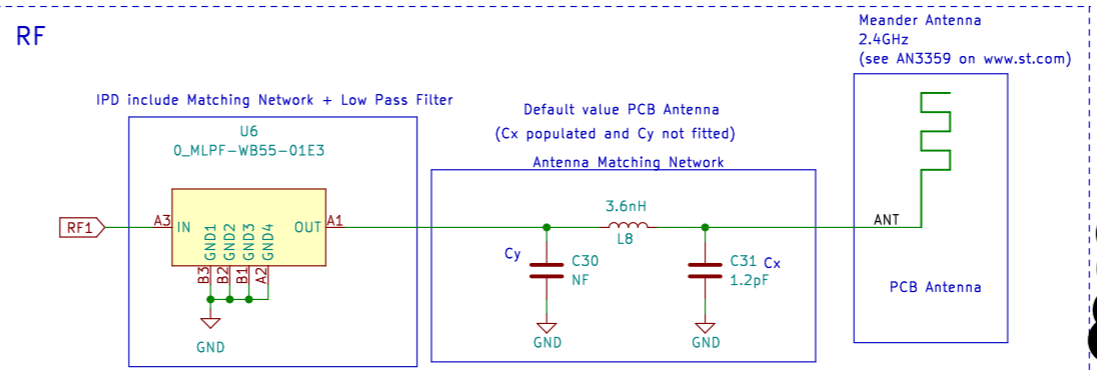 RF
Meander Antenna
2.4GHz
(see AN3359 on www.st.com)
IPD include Matching Network + Low Pass Filter
Default value PCB Antenna
(Cx populated and Cy not fitted)
Antenna Matching Network
U6
O_MLPF-WB55-01E3
RF1
A3
IN
GND1
GND2
GND3
GND4
OUT
A1
B3
B2
B1
A2
GND
3.6nH
L8
Cy
C30
NF
GND
C31
Cx
1.2pF
GND
ANT
PCB Antenna